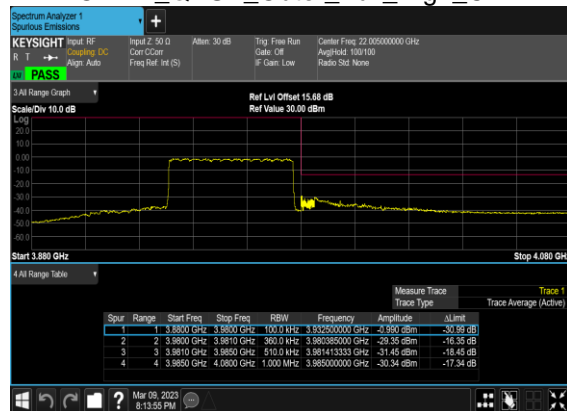 Spectrum Analyzer 1
Spurious Emissions
KEYSIGHT
R T
LW
PASS
Input: RF
Coupling: DC
Align: Auto
Input Z: 50 Ω
Corr CCorr
Freq Ref: Int (S)
Atten: 30 dB
Trig: Free Run
Gate: Off
IF Gain: Low
Center Freq: 22.005000000 GHz
Avg|Hold: 100/100
Radio Std: None
3 All Range Graph
Scale/Div 10.0 dB
Ref Lvl Offset 15.68 dB
Ref Value 30.00 dBm
Log
20.0
10.0
0.00
-10.0
-20.0
-30.0
-40.0
-50.0
-60.0
Start 3.880 GHz
Stop 4.080 GH
4 All Range Table
Measure Trace Trace 1
Trace Type Trace Average (Active)
Spur Range Start Freq Stop Freq RBW Frequency Amplitude ΔLimit
1 1 3.8800 GHz 3.9800 GHz 100.0 kHz 3.932500000 GHz -0.990 dBm -30.99 dB
2 2 3.9800 GHz 3.9810 GHz 360.0 kHz 3.980385000 GHz -29.35 dBm -16.35 dB
3 3 3.9810 GHz 3.9850 GHz 510.0 kHz 3.981413333 GHz -31.45 dBm -18.45 dB
4 4 3.9850 GHz 4.0800 GHz 1.000 MHz 3.985000000 GHz -30.34 dBm -17.34 dB
?
Mar 09, 2023
8:13:55 PM